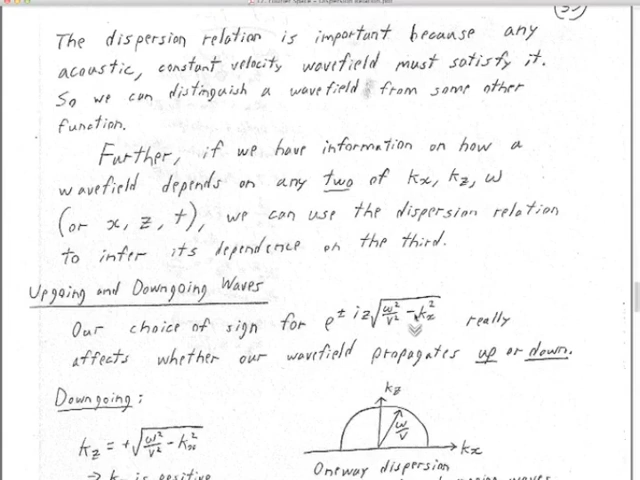 The dispersion relation is important because any
acoustic, constant velocity wavefield must satisfy it.
So we can distinguish a wavefield from some other
function.
Further, if we have information on how a
wavefield depends on any two of kx, kz, ω
(or x, z, t), we can use the dispersion relation
to infer its dependence on the third.
Upgoing and Downgoing Waves
Our choice of sign for e^{± iz√(ω²/v² - kx²)} really
affects whether our wavefield propagates up or down.
Downgoing:
kz = +√(ω²/v² - kx²)
kz
ω/v
kx
Oneway dispersion
is positive